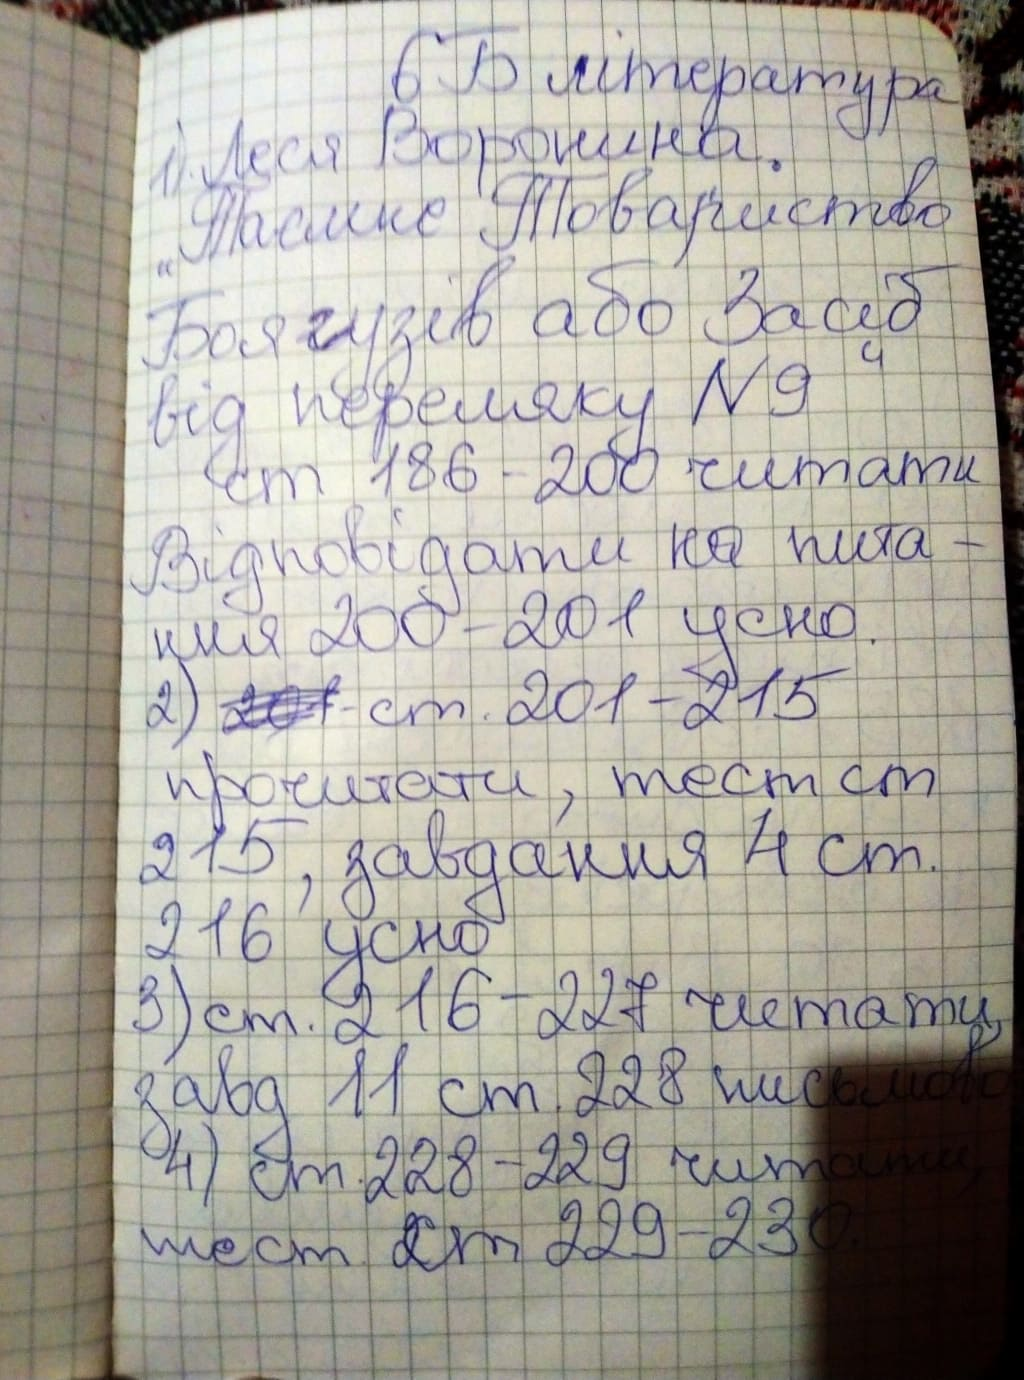 6Б література
1). Леся Воронина.
"Таємне Товариство
Боягузів або Засіб
від переляку N9"
ст 186-200 читати
Відповідати на пита-
ння 200-201 усно.
2) ст. 201-215
прочитати, тест ст
215, завдання 4 ст.
216 усно
3) ст. 216-227 читати,
завд 11 ст. 228 письмово
4) ст. 228-229 читати,
тест ст 229-230.